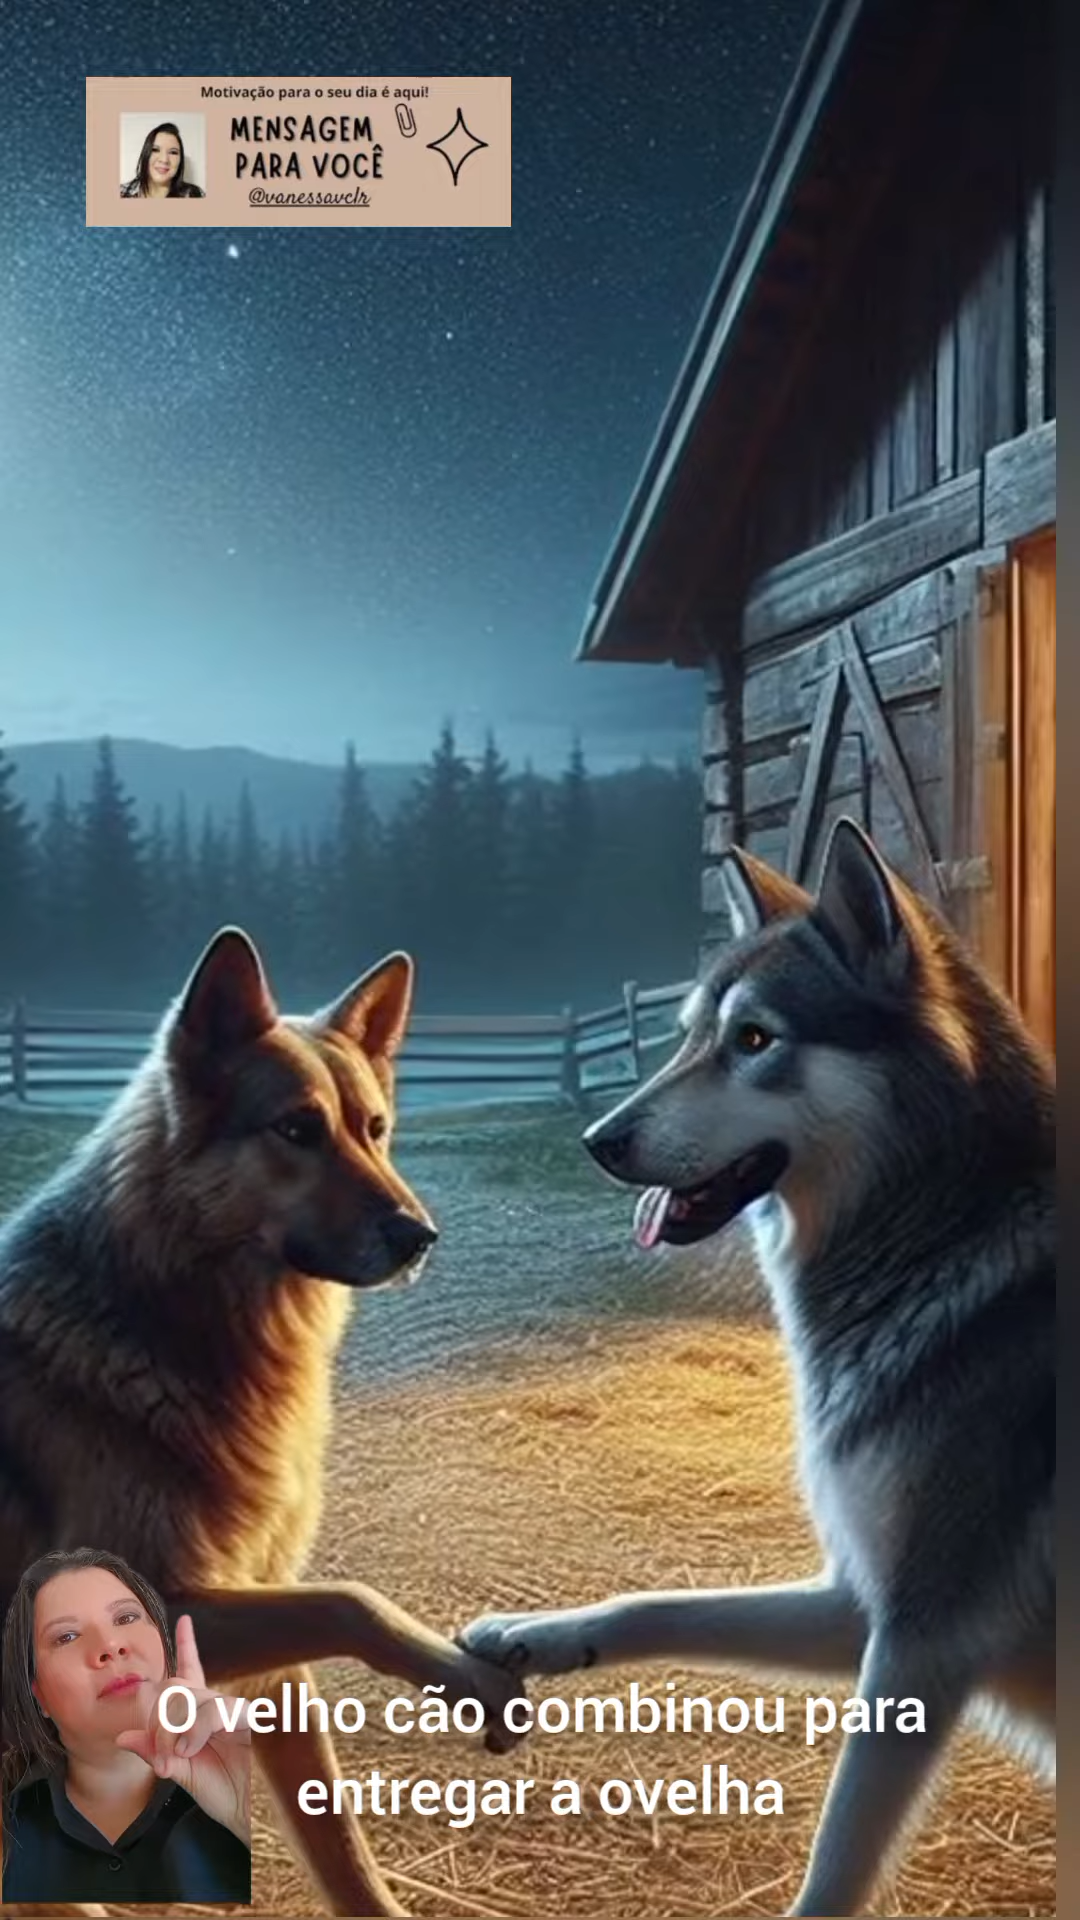 Motivação para o seu dia é aqui!
MENSAGEM
PARA VOCÊ
@vanessavclr
O velho cão combinou para
entregar a ovelha